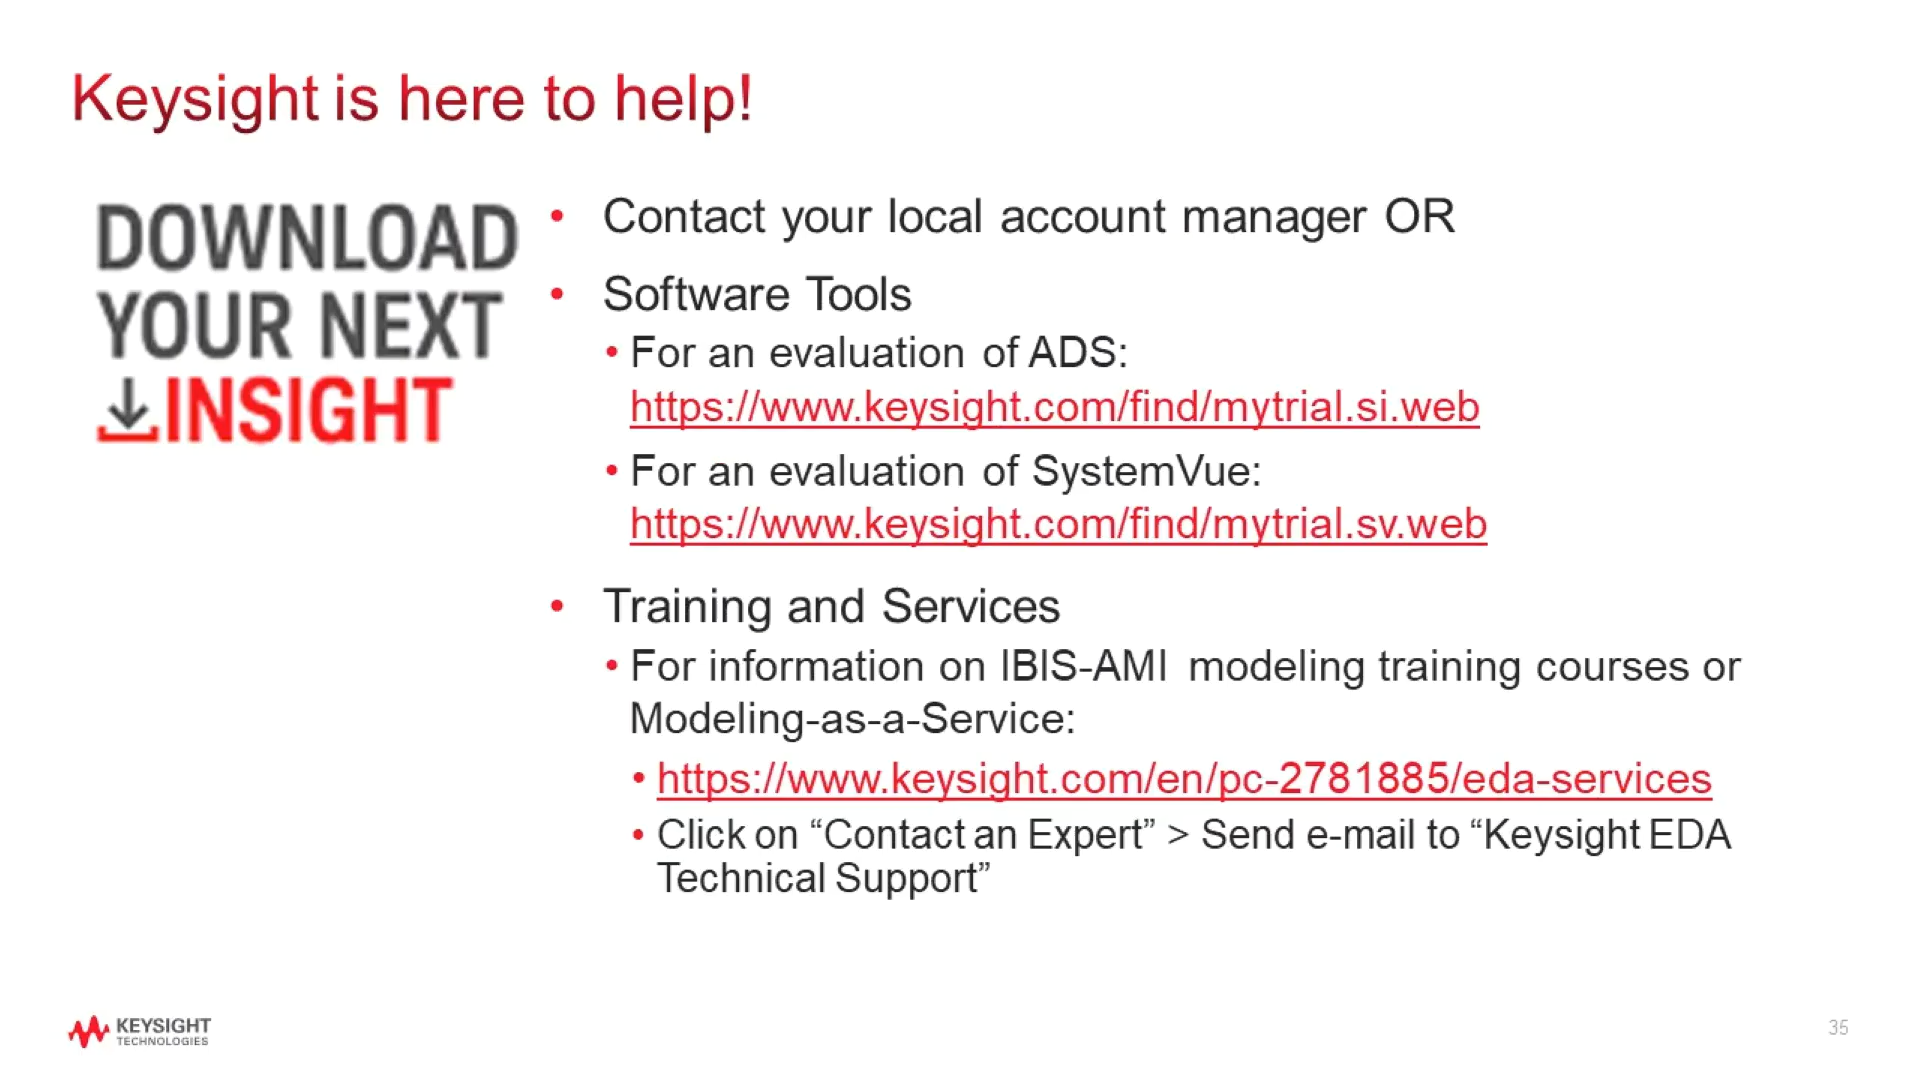 Keysight is here to help!
DOWNLOAD
YOUR NEXT
INSIGHT
• Contact your local account manager OR
• Software Tools
• For an evaluation of ADS:
https://www.keysight.com/find/mytrial.si.web
• For an evaluation of SystemVue:
https://www.keysight.com/find/mytrial.sv.web
• Training and Services
• For information on IBIS-AMI modeling training courses or
Modeling-as-a-Service:
• https://www.keysight.com/en/pc-2781885/eda-services
• Click on “Contact an Expert” > Send e-mail to “Keysight EDA
Technical Support”
KEYSIGHT
TECHNOLOGIES
35